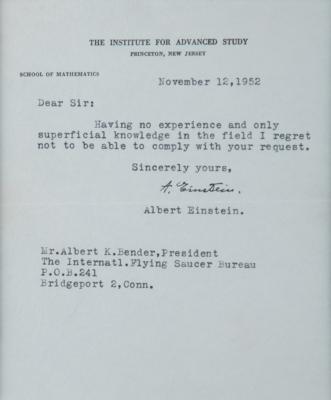 THE INSTITUTE FOR ADVANCED STUDY
PRINCETON, NEW JERSEY
SCHOOL OF MATHEMATICS
November 12,1952
Dear Sir:
Having no experience and only
superficial knowledge in the field I regret
not to be able to comply with your request.
Sincerely yours,
A. Einstein.
Albert Einstein.
Mr.Albert K.Bender,President
The Internatl.Flying Saucer Bureau
P.O.B.241
Bridgeport 2,Conn.